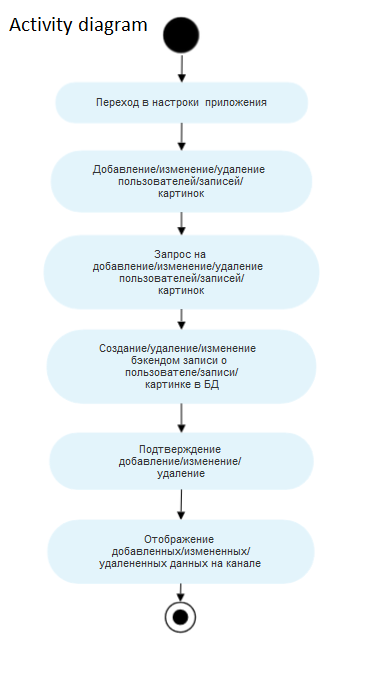 Activity diagram
Переход в настроки приложения
Добавление/изменение/удаление
пользователей/записей/
картинок
Запрос на
добавление/изменение/удаление
пользователей/записей/
картинок
Создание/удаление/изменение
бэкендом записи о
пользователе/записи/
картинке в БД
Подтверждение
добавление/изменение/
удаление
Отображение
добавленных/измененных/
удалененных данных на канале